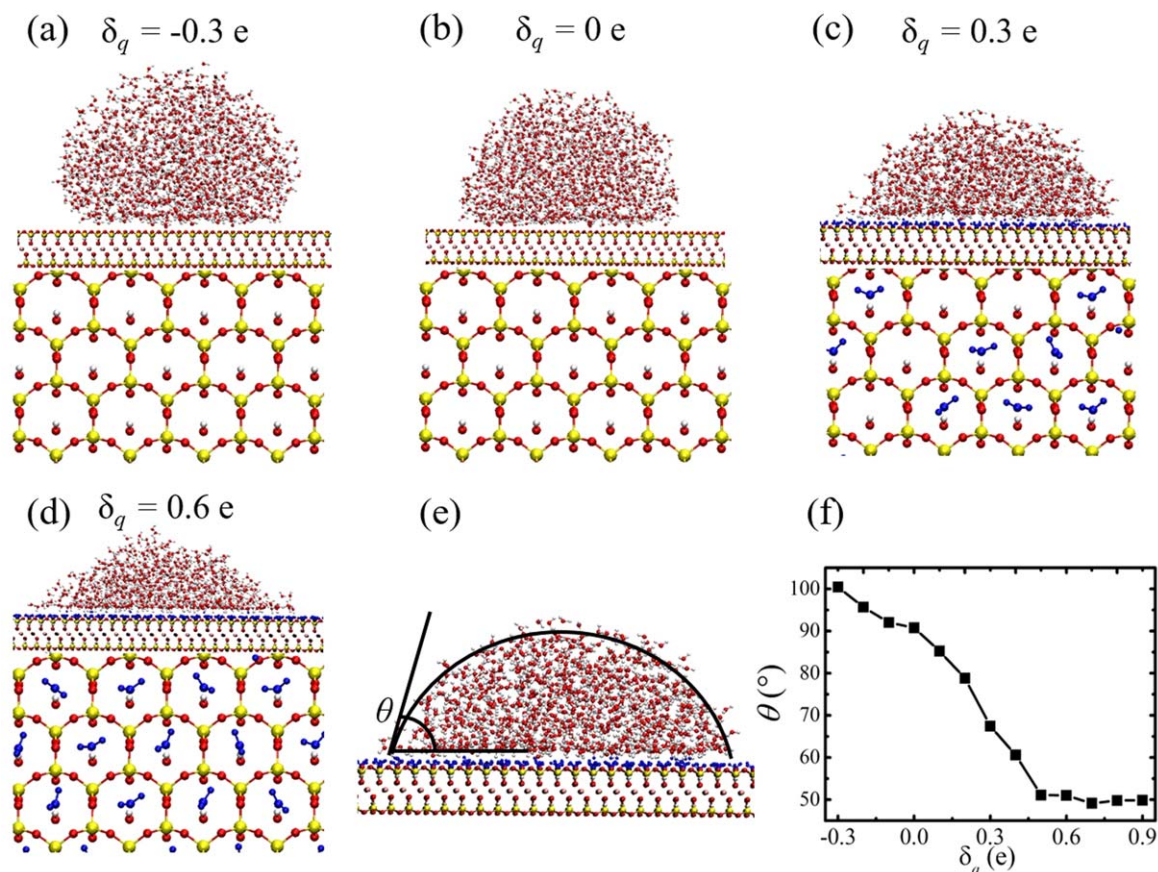 (a) δq = -0.3 e
(b) δq = 0 e
(c) δq = 0.3 e
(d) δq = 0.6 e
(e)
θ
(f)
θ (°)
100
90
80
70
60
50
-0.3 0.0 0.3 0.6 0.9
δq (e)